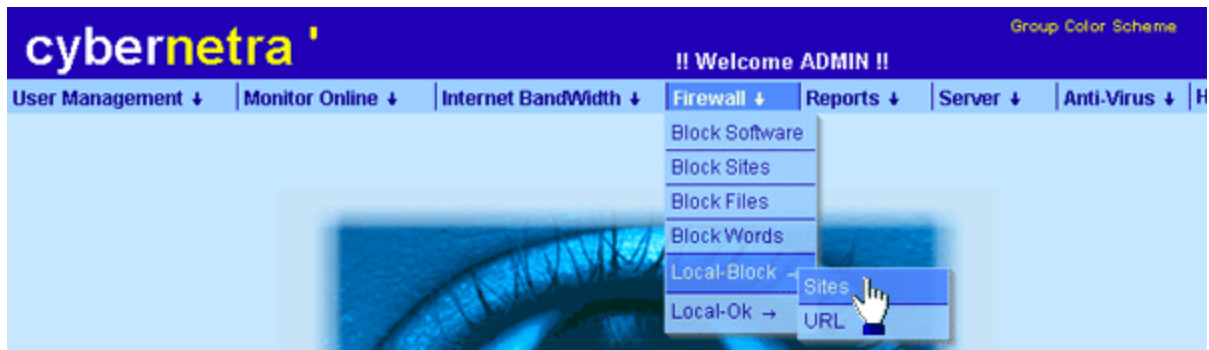 cybernetra '
Group Color Scheme
!! Welcome ADMIN !!
User Management ↓ Monitor Online ↓ Internet BandWidth ↓ Firewall ↓ Reports ↓ Server ↓ Anti-Virus ↓ H
Block Software
Block Sites
Block Files
Block Words
Local-Block →
Sites
URL
Local-Ok →